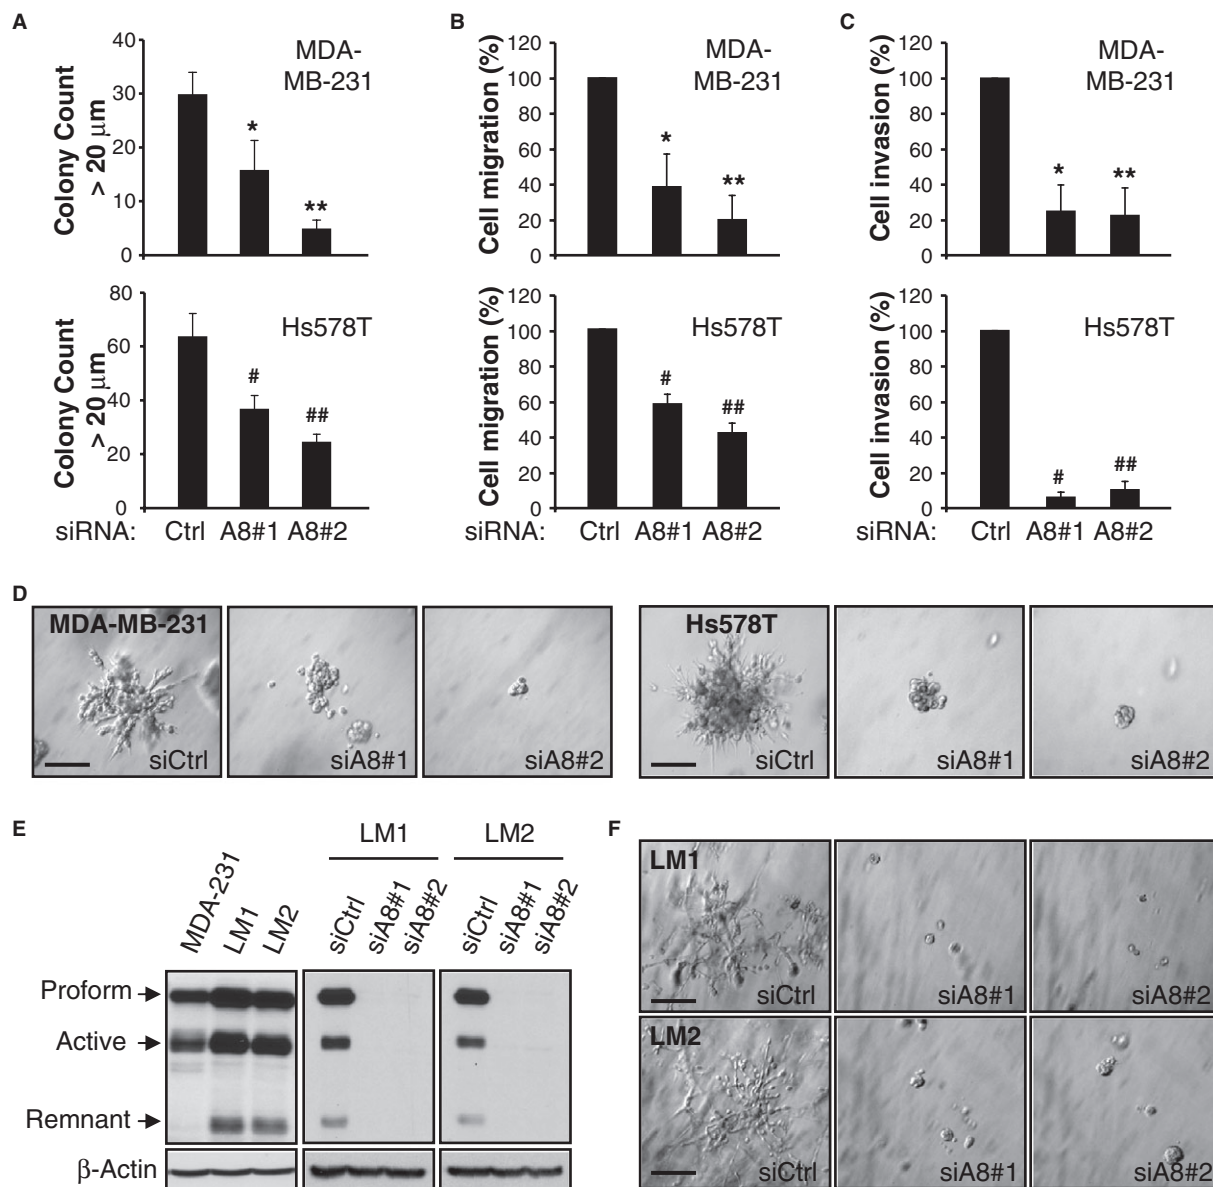 A
Colony Count
> 20 μm
40
30
20
10
0
MDA-
MB-231
*
**
Colony Count
> 20 μm
80
60
40
20
0
Hs578T
#
##
siRNA: Ctrl A8#1 A8#2
B
Cell migration (%)
120
100
80
60
40
20
0
MDA-
MB-231
*
**
Cell migration (%)
120
100
80
60
40
20
0
Hs578T
#
##
siRNA: Ctrl A8#1 A8#2
C
Cell invasion (%)
120
100
80
60
40
20
0
MDA-
MB-231
*
**
Cell invasion (%)
120
100
80
60
40
20
0
Hs578T
#
##
siRNA: Ctrl A8#1 A8#2
D
MDA-MB-231
siCtrl
siA8#1
siA8#2
Hs578T
siCtrl
siA8#1
siA8#2
E
LM1
LM2
MDA-231
LM1
LM2
siCtrl
siA8#1
siA8#2
siCtrl
siA8#1
siA8#2
Proform
Active
Remnant
β-Actin
F
LM1
siCtrl
siA8#1
siA8#2
LM2
siCtrl
siA8#1
siA8#2